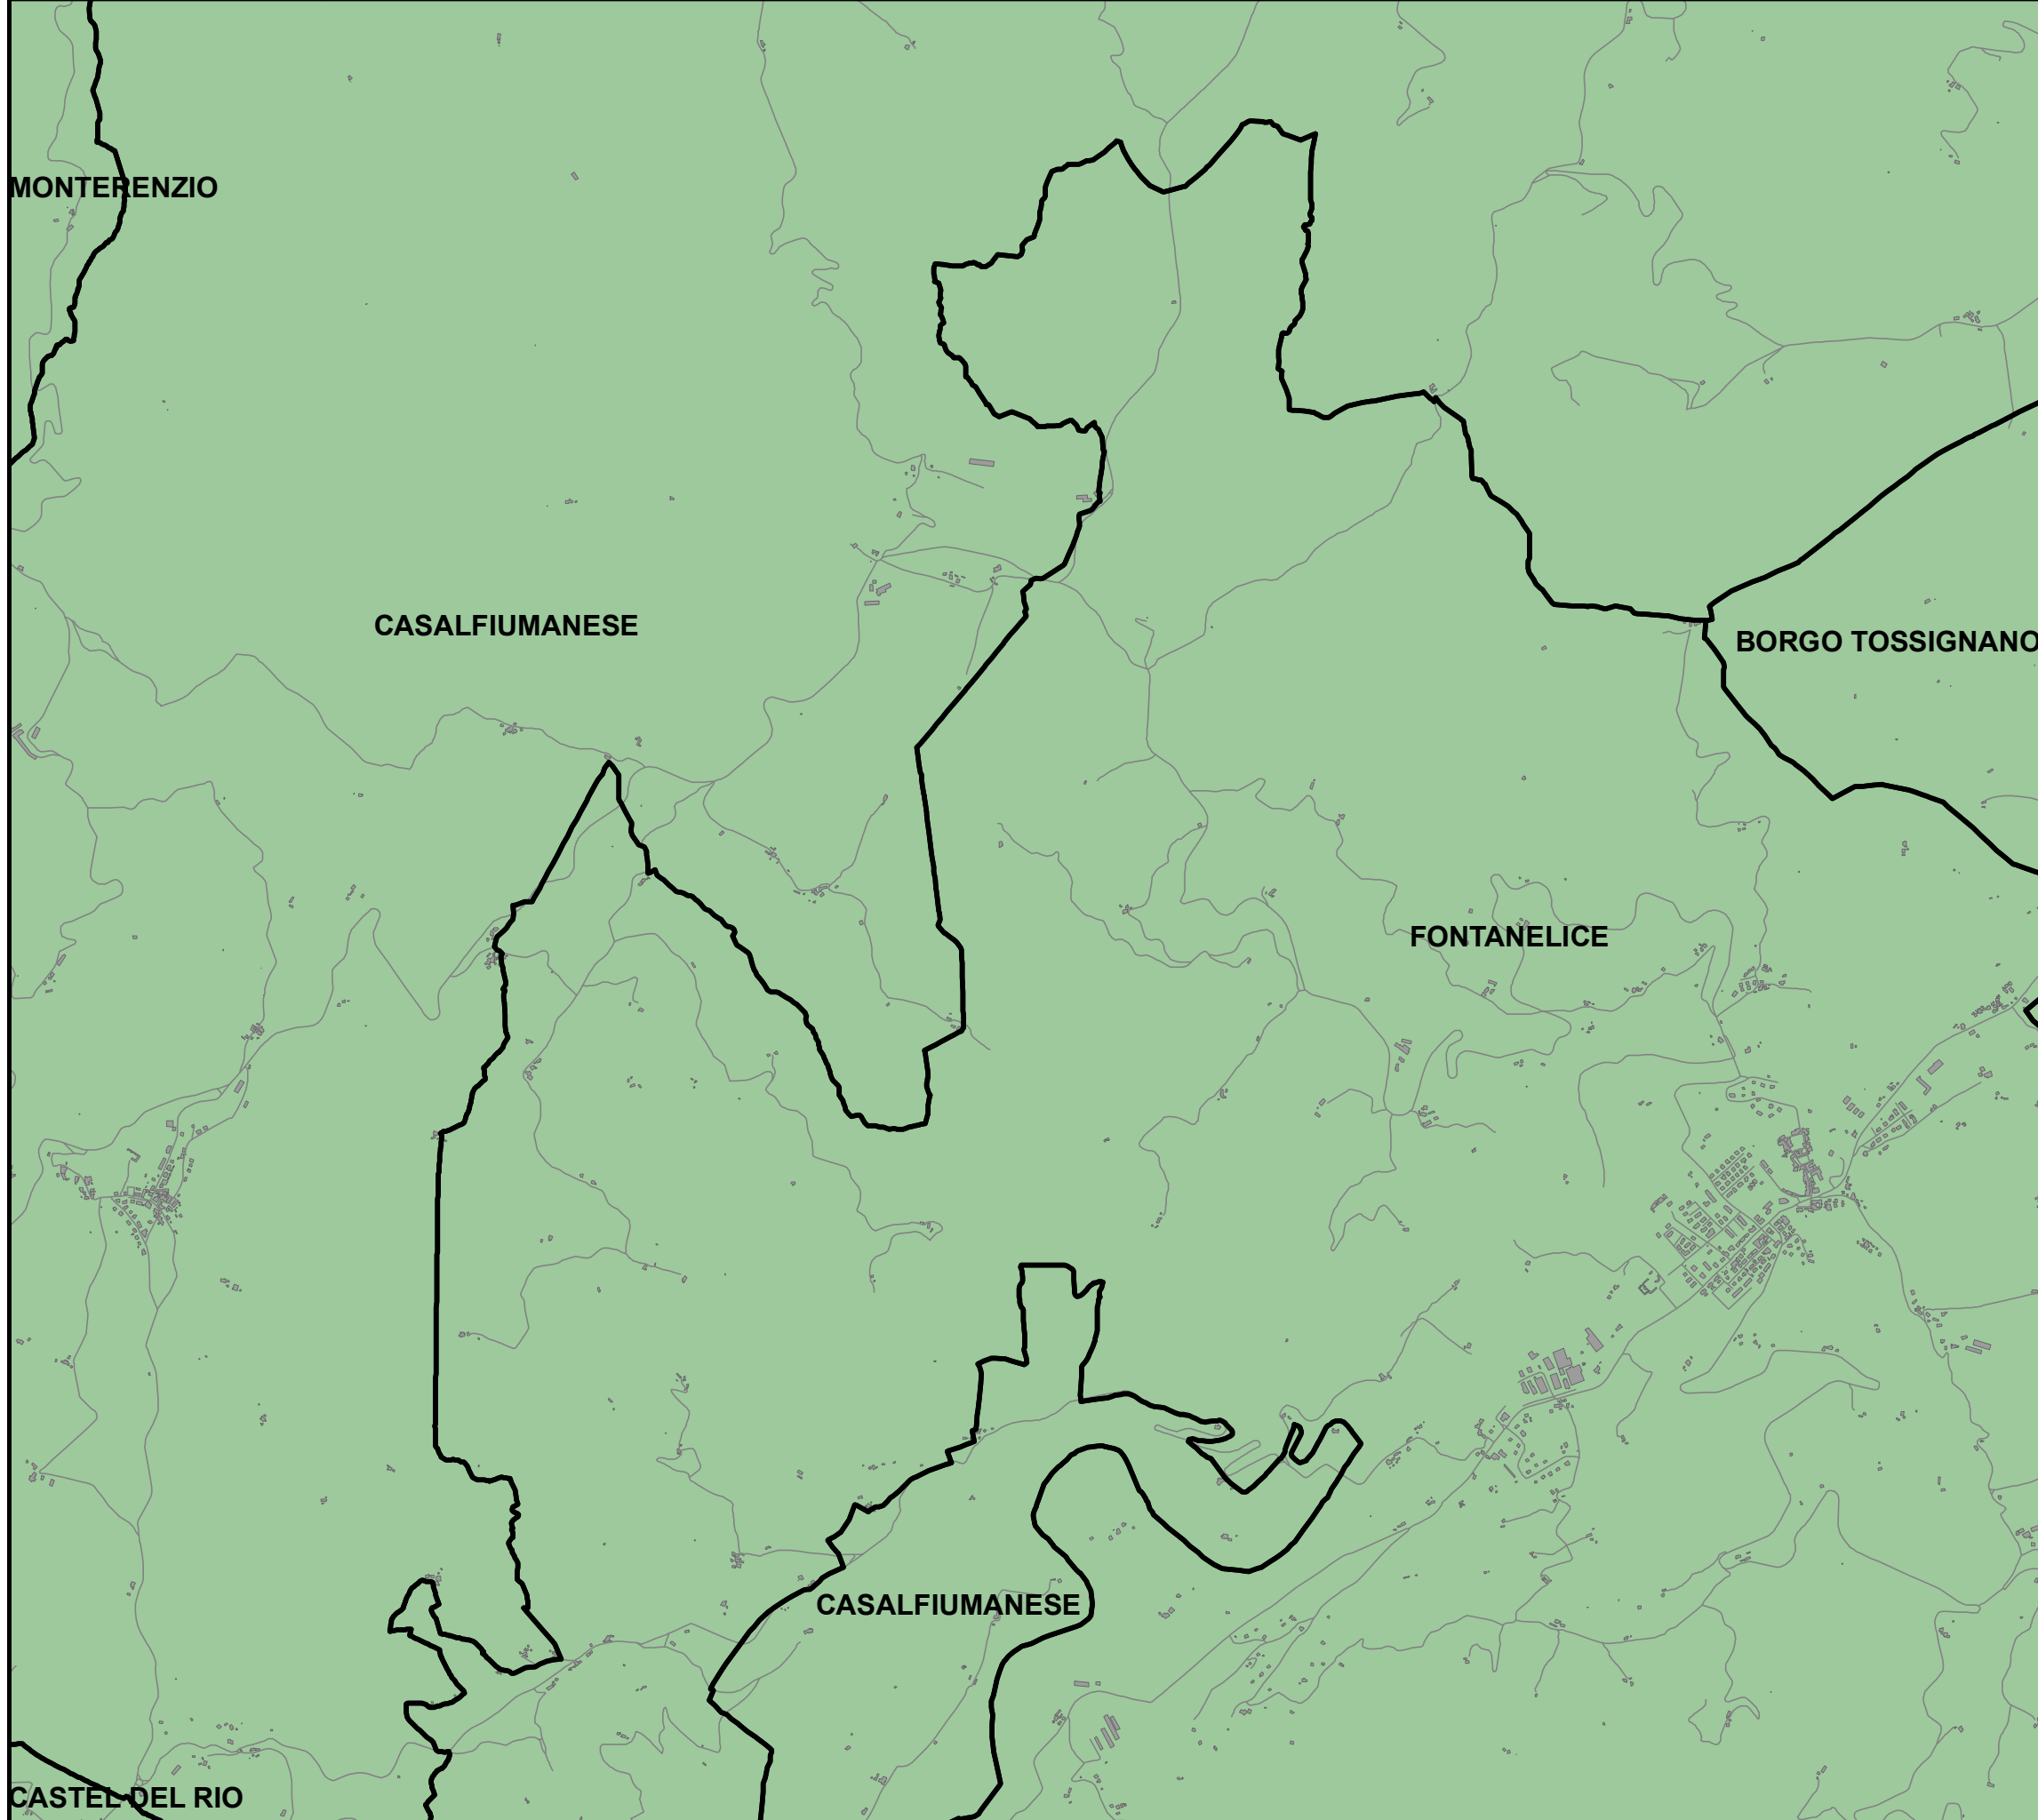 MONTERENZIO
CASALFIUMANESE
BORGO TOSSIGNANO
FONTANELICE
CASALFIUMANESE
CASTEL DEL RIO